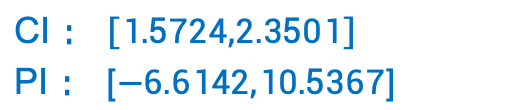 CI : [1.5724,2.3501]
PI : [−6.6142,10.5367]